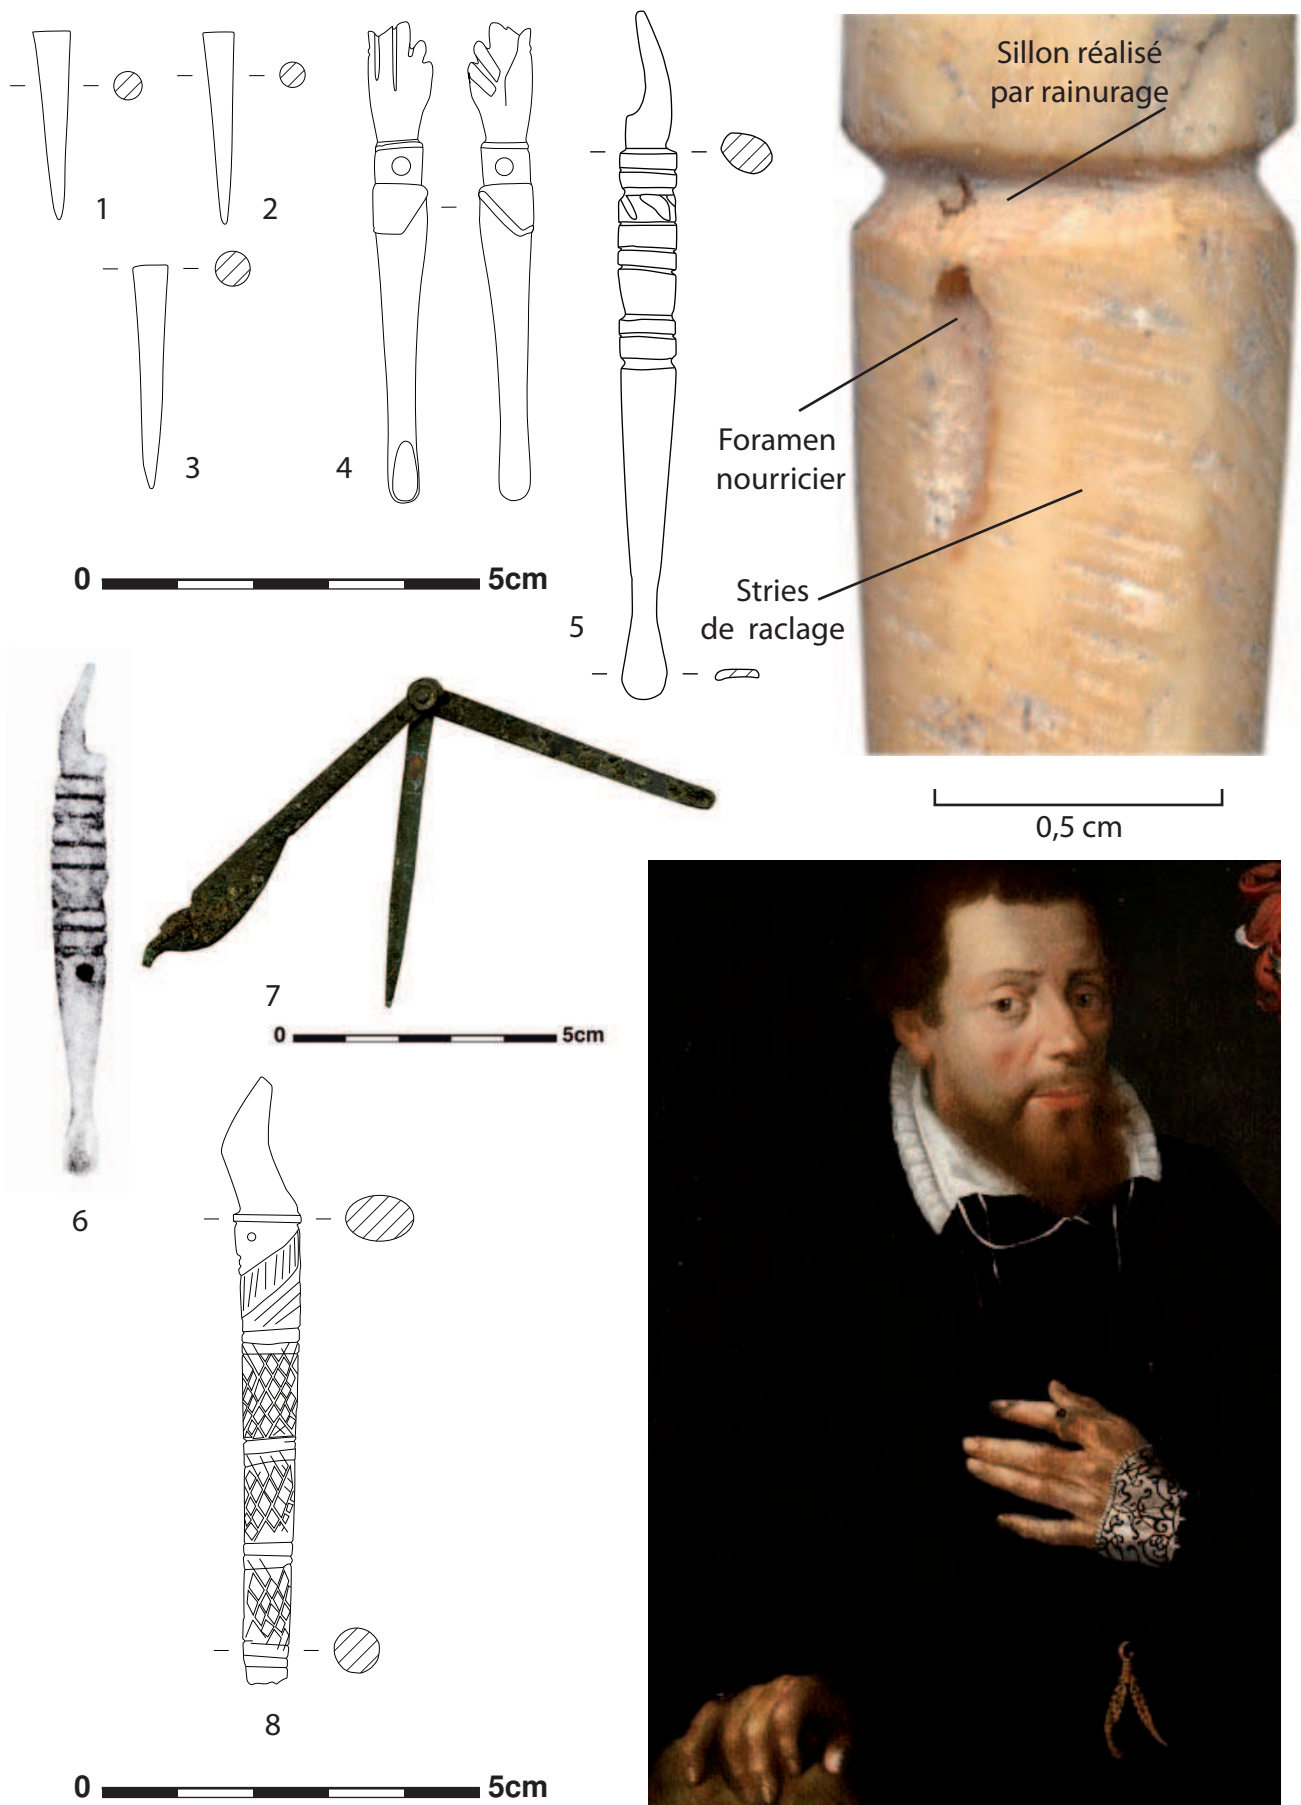 Sillon réalisé
par rainurage
1
2
3
4
Foramen
nourricier
0 5cm
Stries
de raclage
5
0,5 cm
7
0 5cm
6
8
0 5cm